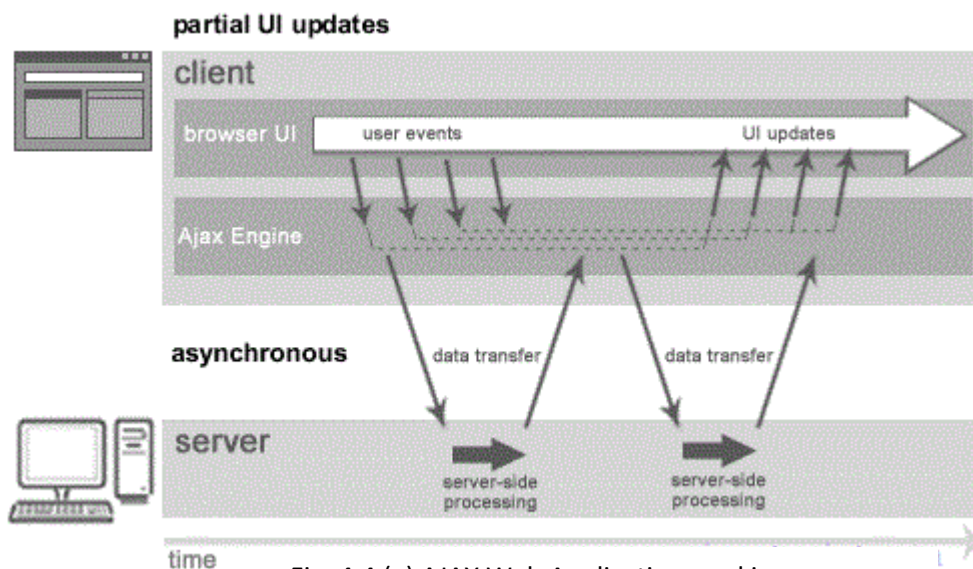 partial UI updates
client
browser UI
user events
UI updates
Ajax Engine
asynchronous
data transfer
data transfer
server
server-side
processing
server-side
processing
time